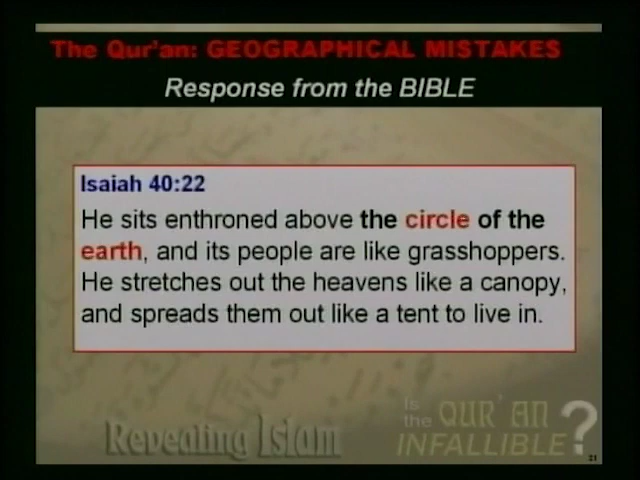 The Qur'an: GEOGRAPHICAL MISTAKES
Response from the BIBLE
Isaiah 40:22
He sits enthroned above the circle of the
earth, and its people are like grasshoppers.
He stretches out the heavens like a canopy,
and spreads them out like a tent to live in.
Repealing Islam
Is
the QUR'AN
INFALLIBLE?
21